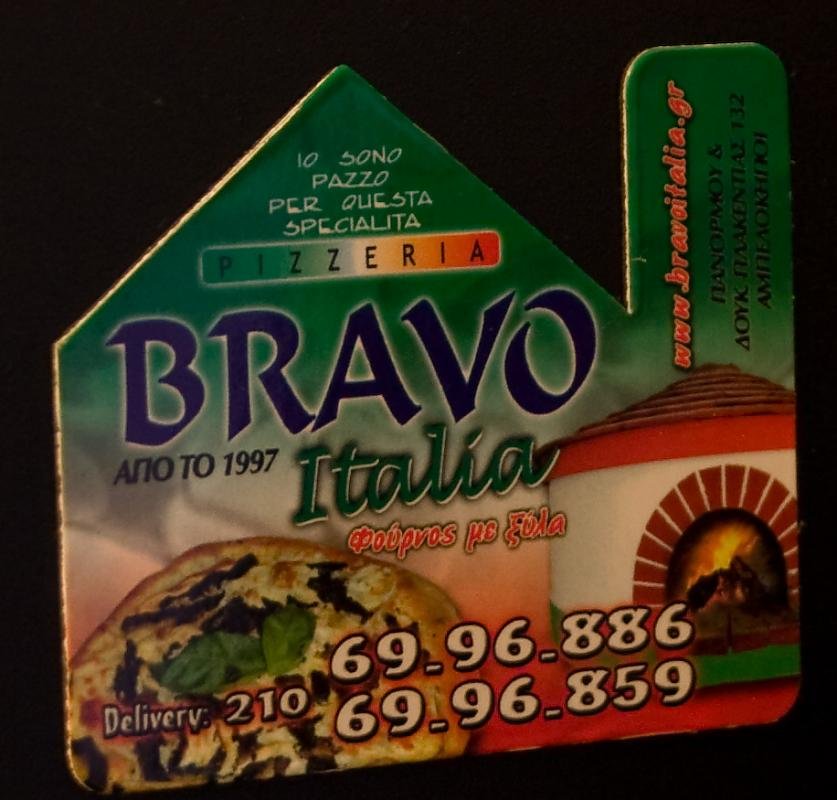 IO SONO
PAZZO
PER QUESTA
SPECIALITA
PIZZERIA
BRAVO
ΑΠΟ ΤΟ 1997
Italia
Φούρνος με ξύλα
Delivery: 210
69-96-886
69-96-859
www.bravoitalia.gr
ΠΑΝΟΡΜΟΥ &
ΔΟΥΚ. ΠΛΑΚΕΝΤΙΑΣ 132
ΑΜΠΕΛΟΚΗΠΟΙ